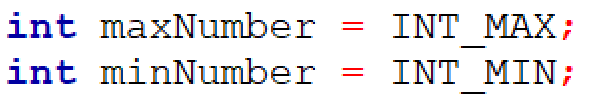 int maxNumber = INT_MAX;
int minNumber = INT_MIN;